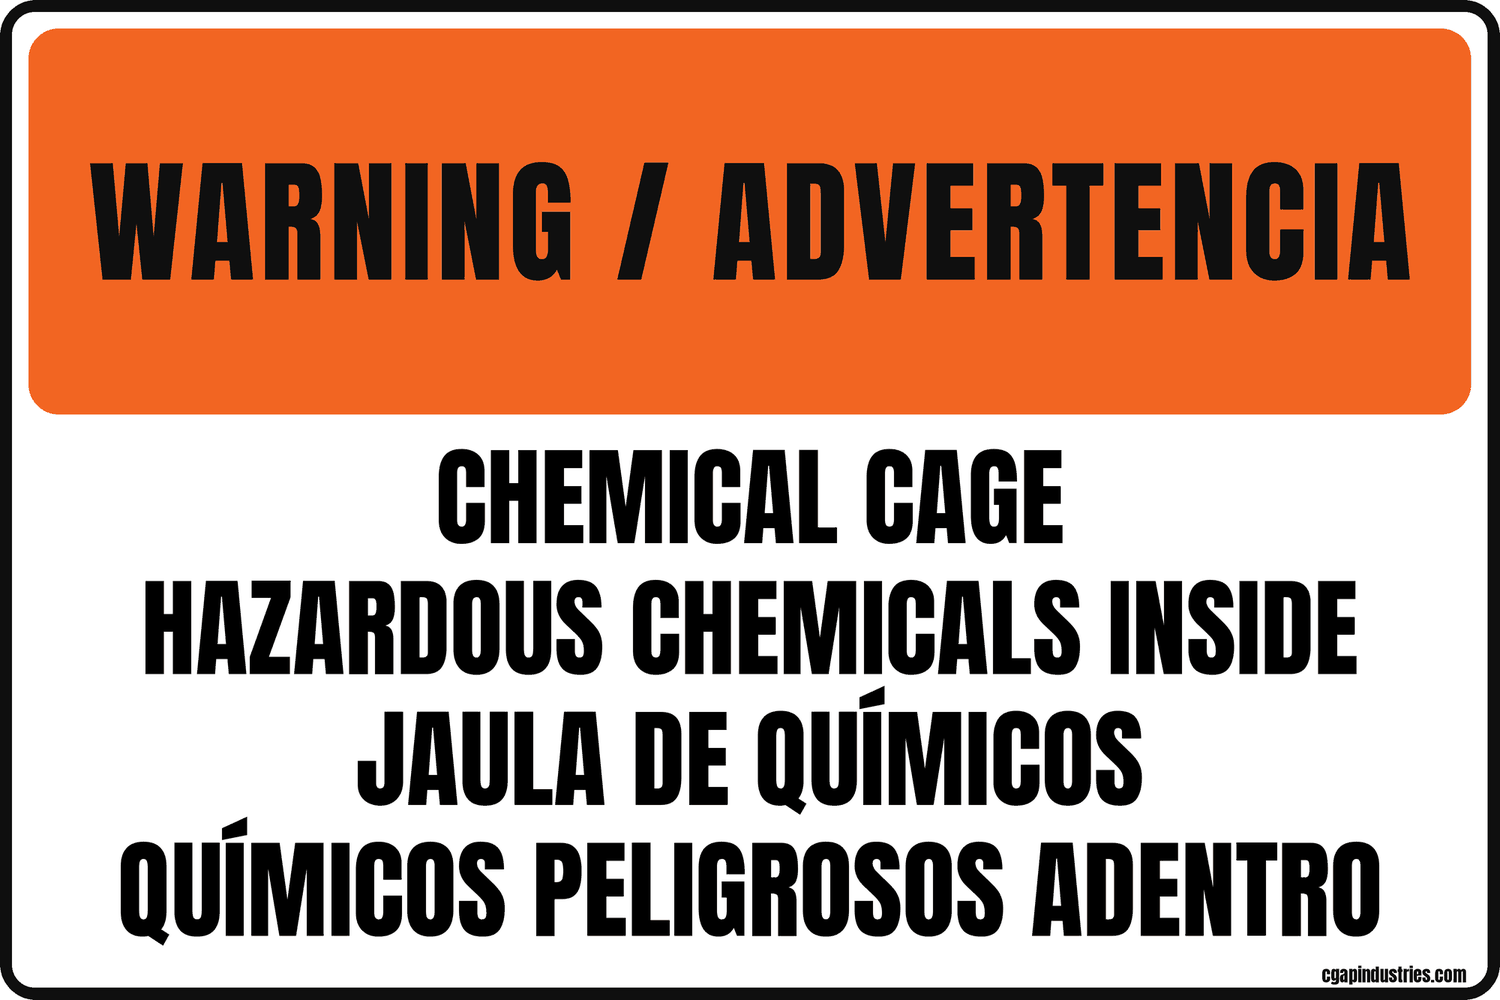 WARNING / ADVERTENCIA
CHEMICAL CAGE
HAZARDOUS CHEMICALS INSIDE
JAULA DE QUÍMICOS
QUÍMICOS PELIGROSOS ADENTRO
cgapindustries.com